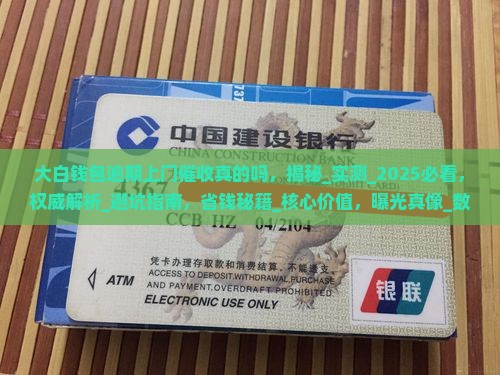 737
中国建设银行
CHINA CONSTRUCTION BANK
大白钱包逾期上门催收真的吗，揭秘_实测_2025必看，
4367
权威解析_避坑指南，省钱秘籍_核心价值，曝光真像_数
CCB HZ 04/2104
凭卡办理存取款和消费结算，不能透支。
ACCESS TO DEPOSIT.WITHDRAWAL.PURCHASE
AND PAYMENT.OVERDRAFT PROHIBITED.
ATM
ELECTRONIC USE ONLY
银联